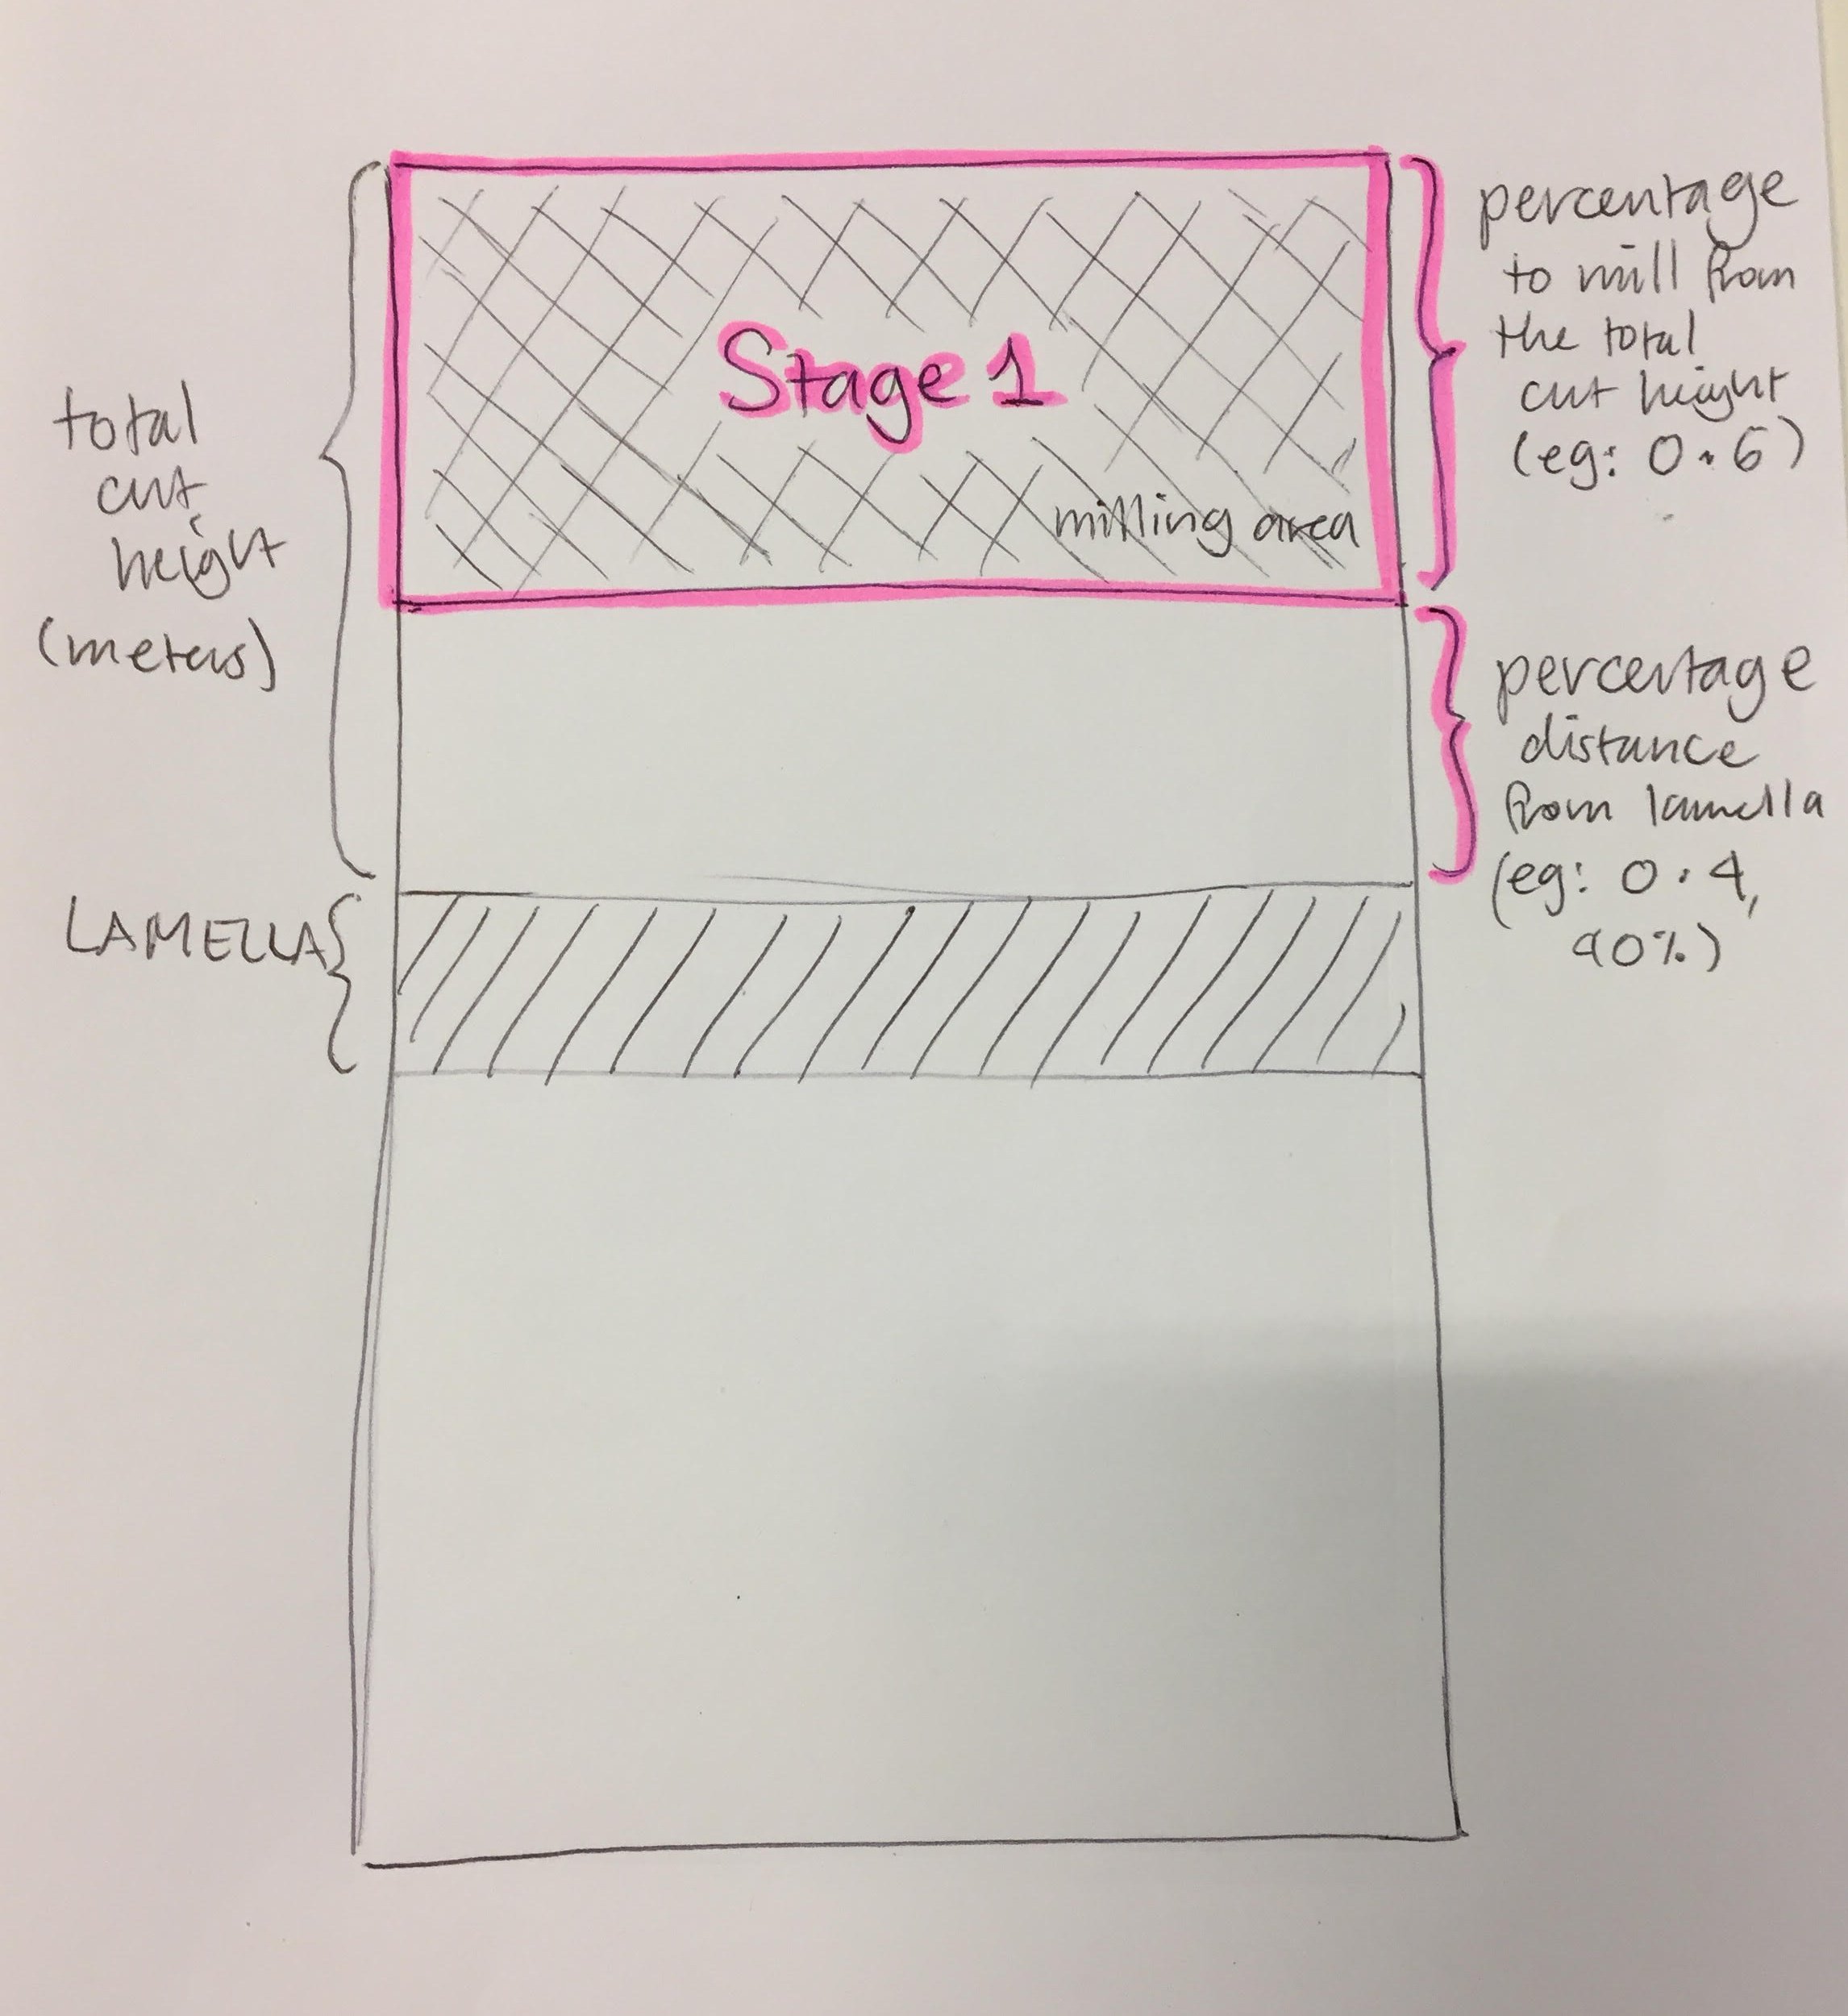 total
cut
height
(meters)
LAMELLA
Stage 1
milling area
percentage
to mill from
the total
cut height
(eg: 0.6)
percentage
distance
from lamella
(eg: 0.4,
40%)